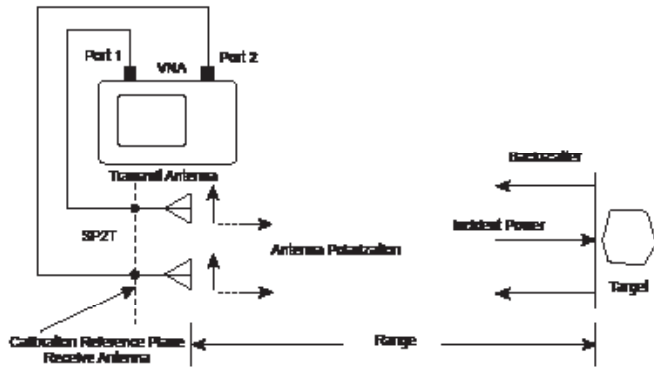 Port 1
VNA
Port 2
Transmit Antenna
Backscatter
SP2T
Incident Power
Antenna Polarization
Target
Calibration Reference Plane
Receive Antenna
Range